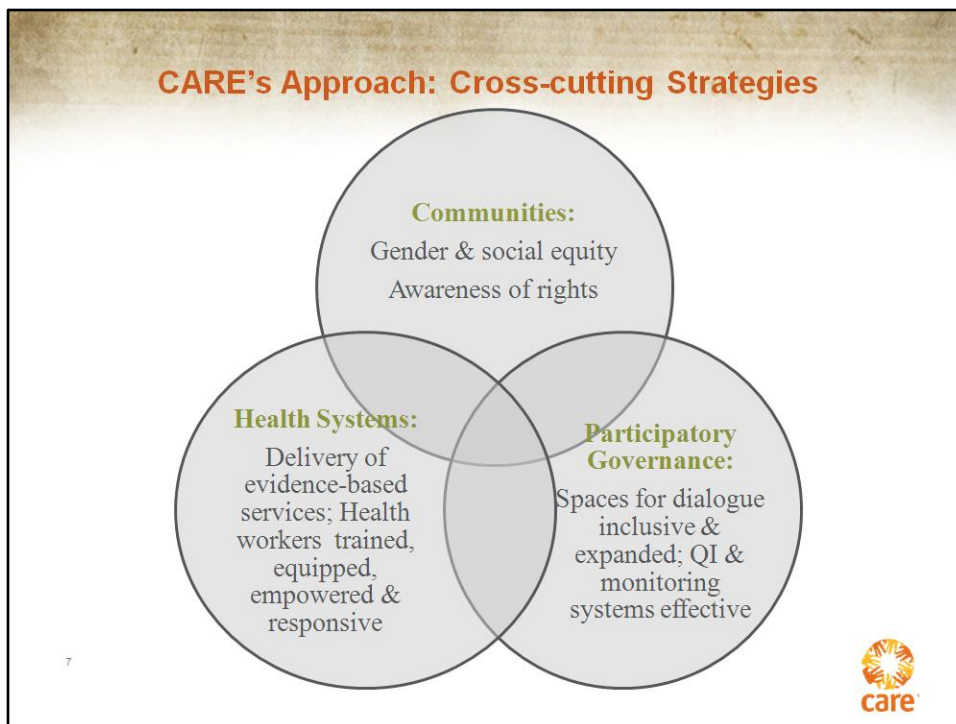 CARE's Approach: Cross-cutting Strategies
Communities:
Gender & social equity
Awareness of rights
Health Systems:
Delivery of
evidence-based
services; Health
workers trained,
equipped,
empowered &
responsive
Participatory
Governance:
Spaces for dialogue
inclusive &
expanded; QI &
monitoring
systems effective
7
care